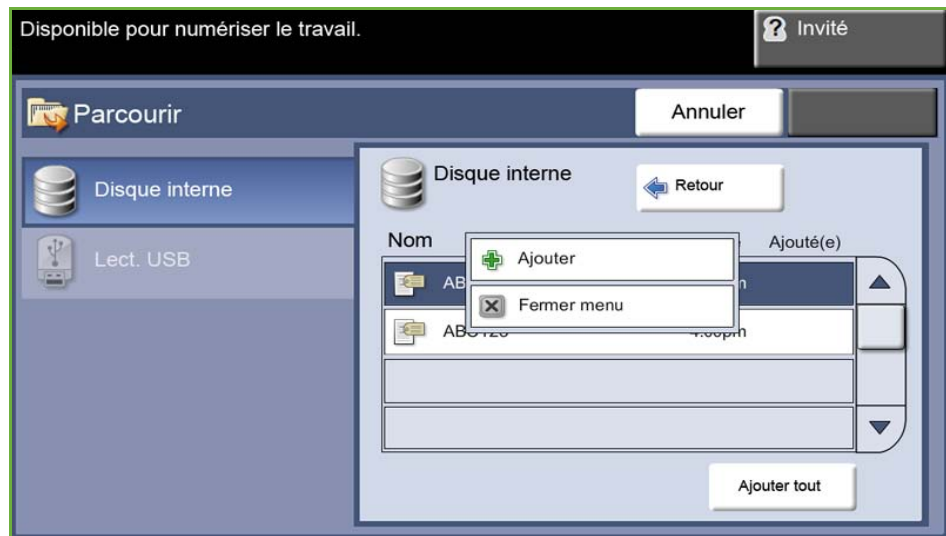 Disponible pour numériser le travail.
Invité
Parcourir
Annuler
Disque interne
Lect. USB
Disque interne
Retour
Nom
Ajouté(e)
Ajouter
Fermer menu
Ajouter tout